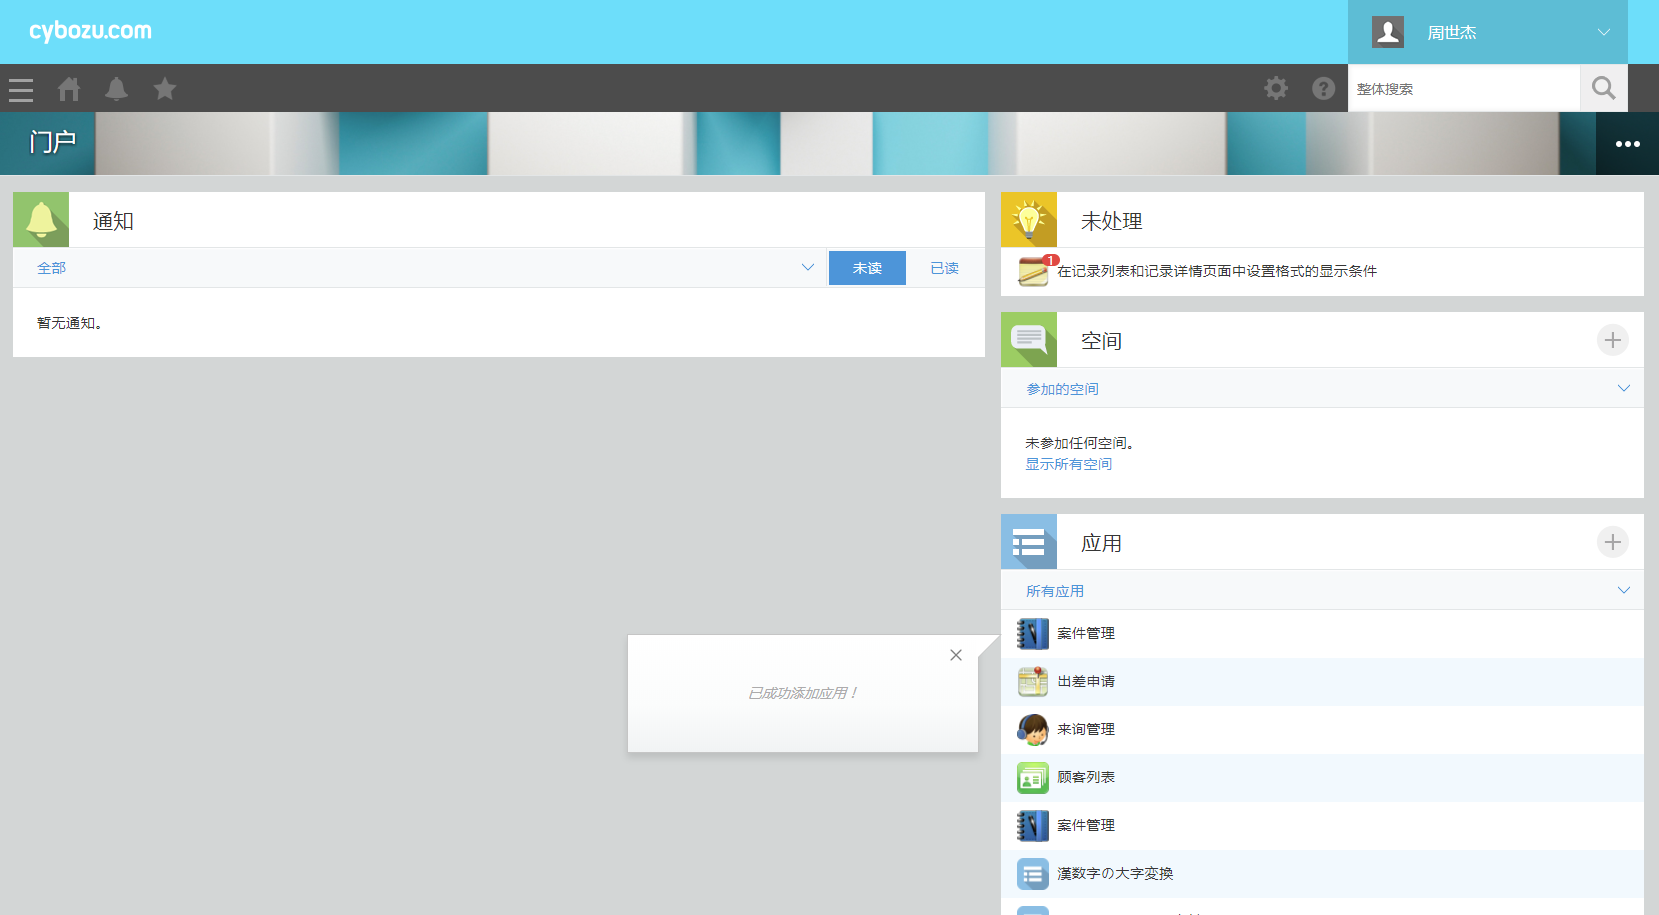 cybozu.com
周世杰
整体搜索
门户
通知
全部
未读
已读
暂无通知。
未处理
1
在记录列表和记录详情页面中设置格式的显示条件
空间
参加的空间
未参加任何空间。
显示所有空间
应用
所有应用
案件管理
出差申请
来询管理
顾客列表
案件管理
漢数字の大字変換
已成功添加应用！